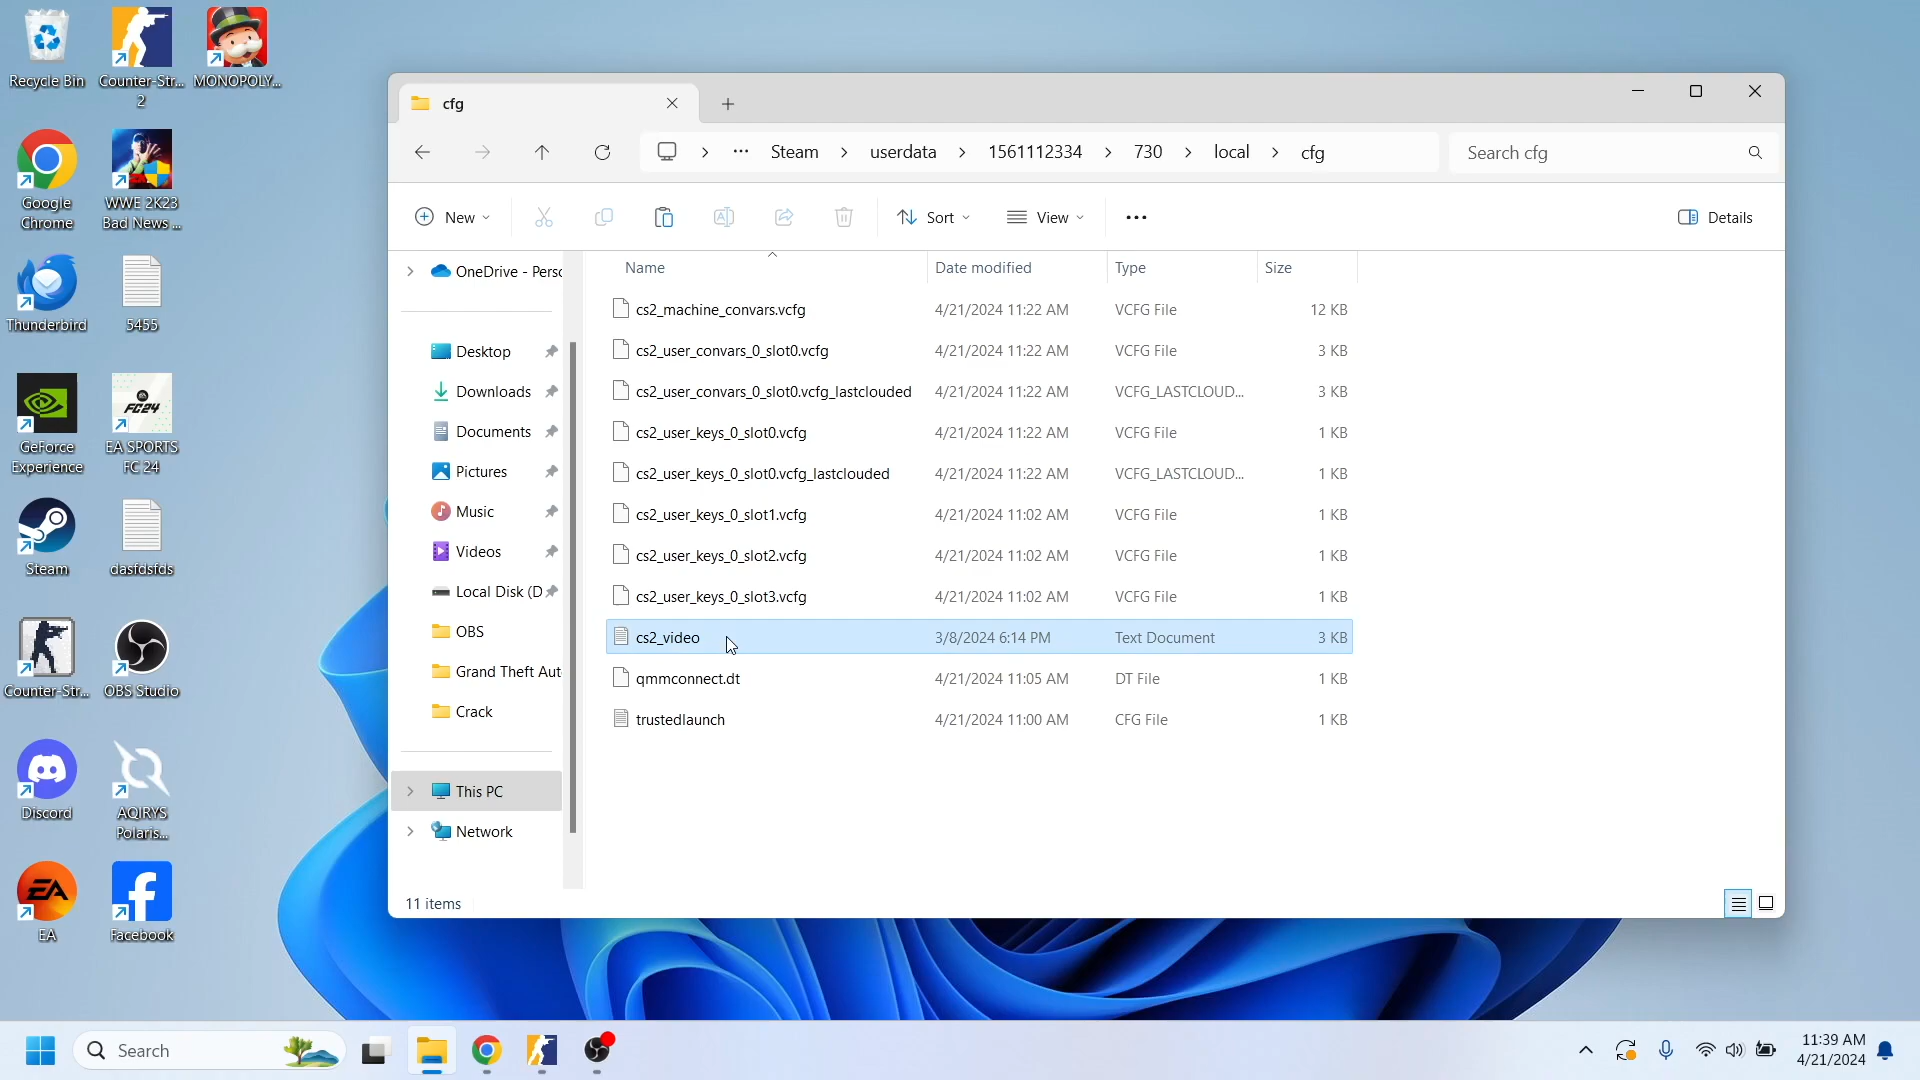 Recycle Bin
Counter-Str...
2
MONOPOLY...
Google
Chrome
WWE 2K23
Bad News ...
Thunderbird
5455
GeForce
Experience
FC24
EA SPORTS
FC 24
Steam
dasfdsfds
Counter-Str...
OBS Studio
Discord
AQIRYS
Polaris...
EA
EA
Facebook
cfg
Steam
userdata
1561112334
730
local
cfg
Search cfg
New
Sort
View
Details
OneDrive - Perso
Desktop
Downloads
Documents
Pictures
Music
Videos
Local Disk (D
OBS
Grand Theft Aut
Crack
This PC
Network
Name Date modified Type Size
cs2_machine_convars.vcfg 4/21/2024 11:22 AM VCFG File 12 KB
cs2_user_convars_0_slot0.vcfg 4/21/2024 11:22 AM VCFG File 3 KB
cs2_user_convars_0_slot0.vcfg_lastclouded 4/21/2024 11:22 AM VCFG_LASTCLOUD... 3 KB
cs2_user_keys_0_slot0.vcfg 4/21/2024 11:22 AM VCFG File 1 KB
cs2_user_keys_0_slot0.vcfg_lastclouded 4/21/2024 11:22 AM VCFG_LASTCLOUD... 1 KB
cs2_user_keys_0_slot1.vcfg 4/21/2024 11:02 AM VCFG File 1 KB
cs2_user_keys_0_slot2.vcfg 4/21/2024 11:02 AM VCFG File 1 KB
cs2_user_keys_0_slot3.vcfg 4/21/2024 11:02 AM VCFG File 1 KB
cs2_video 3/8/2024 6:14 PM Text Document 3 KB
qmmconnect.dt 4/21/2024 11:05 AM DT File 1 KB
trustedlaunch 4/21/2024 11:00 AM CFG File 1 KB
11 items
Search
11:39 AM
4/21/2024